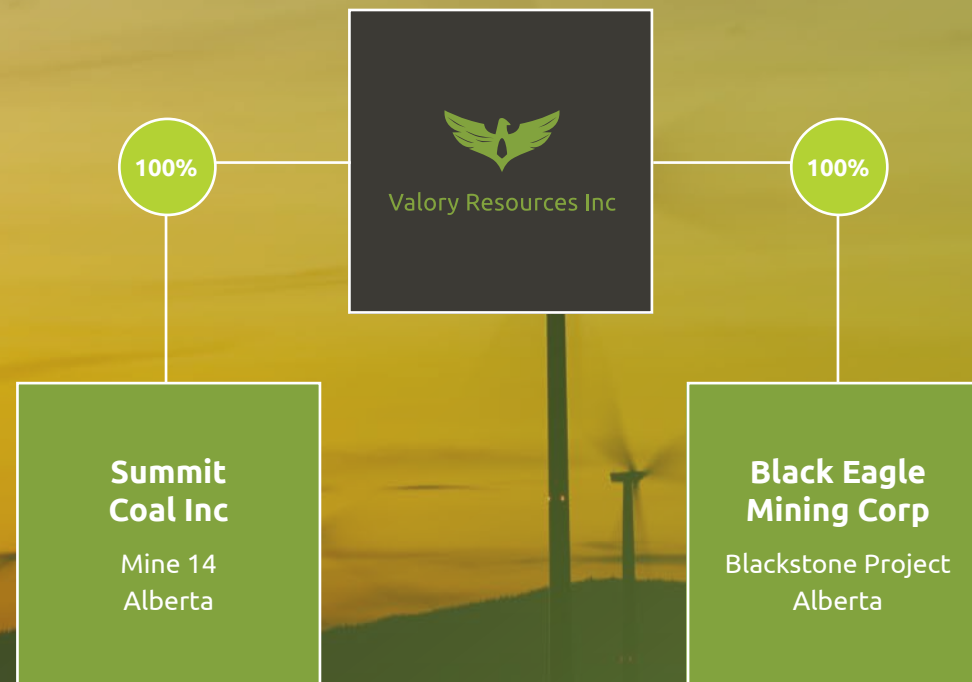 Valory Resources Inc
100%
100%
Summit
Coal Inc
Mine 14
Alberta
Black Eagle
Mining Corp
Blackstone Project
Alberta